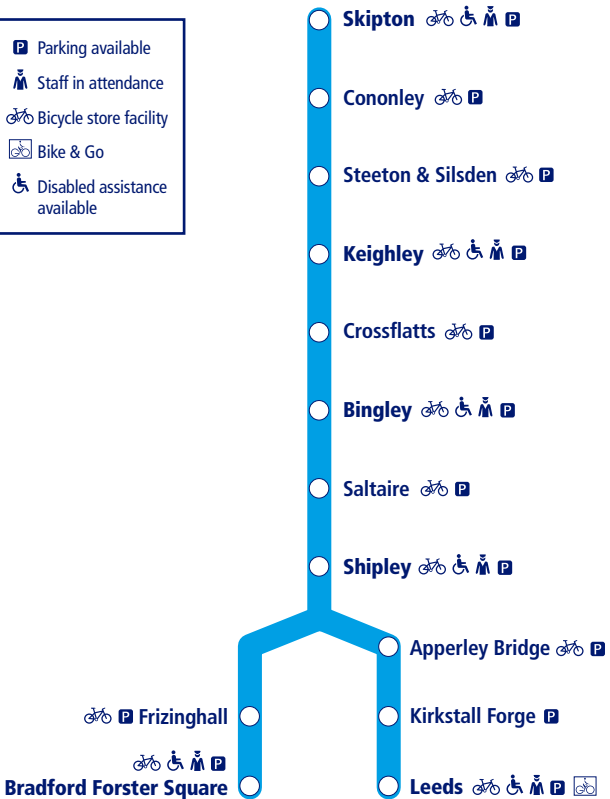 Skipton P
P Parking available
Staff in attendance
Cononley P
Bicycle store facility
Bike & Go
Steeton & Silsden P
Disabled assistance
available
Keighley P
Crossflatts P
Bingley P
Saltaire P
Shipley P
Apperley Bridge P
P Frizinghall
Kirkstall Forge P
P
Bradford Forster Square
Leeds P